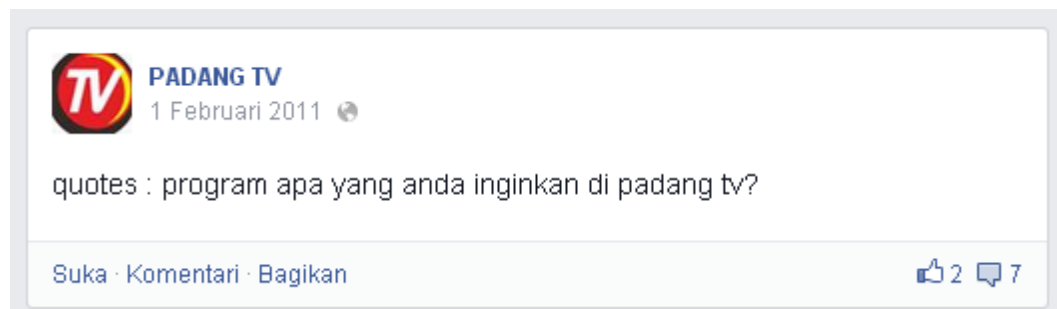 TV
PADANG TV
1 Februari 2011
quotes : program apa yang anda inginkan di padang tv?
Suka · Komentari · Bagikan 2 7